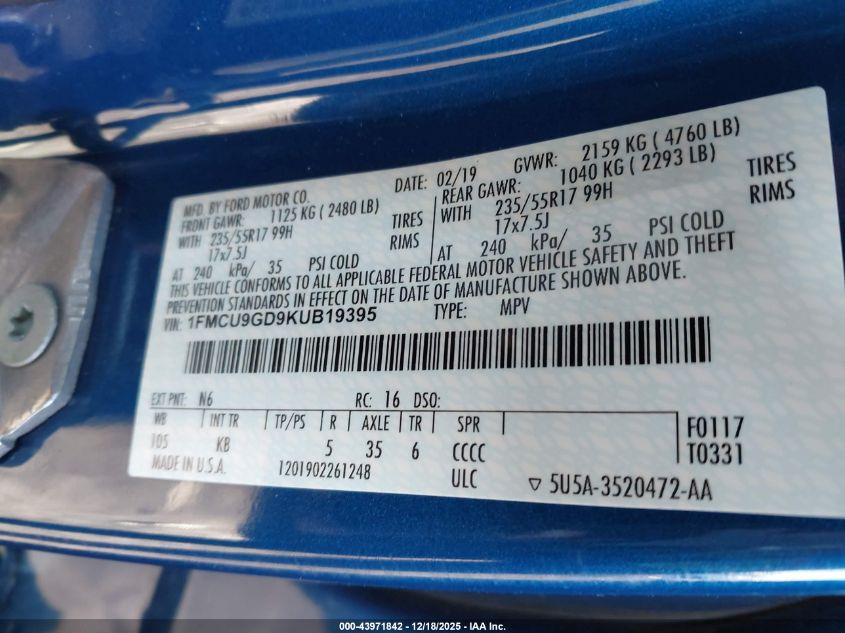 MFD. BY FORD MOTOR CO.
DATE: 02/19 GVWR: 2159 KG ( 4760 LB)
FRONT GAWR: 1125 KG ( 2480 LB) REAR GAWR: 1040 KG ( 2293 LB)
WITH 235/55R17 99H TIRES WITH 235/55R17 99H TIRES
17x7.5J RIMS 17x7.5J RIMS
AT 240 kPa/ 35 PSI COLD AT 240 kPa/ 35 PSI COLD
THIS VEHICLE CONFORMS TO ALL APPLICABLE FEDERAL MOTOR VEHICLE SAFETY AND THEFT
PREVENTION STANDARDS IN EFFECT ON THE DATE OF MANUFACTURE SHOWN ABOVE.
VIN: 1FMCU9GD9KUB19395 TYPE: MPV
EXT PNT: N6 RC: 16 DSO:
WB INT TR TP/PS R AXLE TR SPR F0117
105 KB 5 35 6 CCCC T0331
MADE IN U.S.A. 1201902261248 ULC ▽ 5U5A-3520472-AA
000-43971842 - 12/18/2025 - IAA Inc.